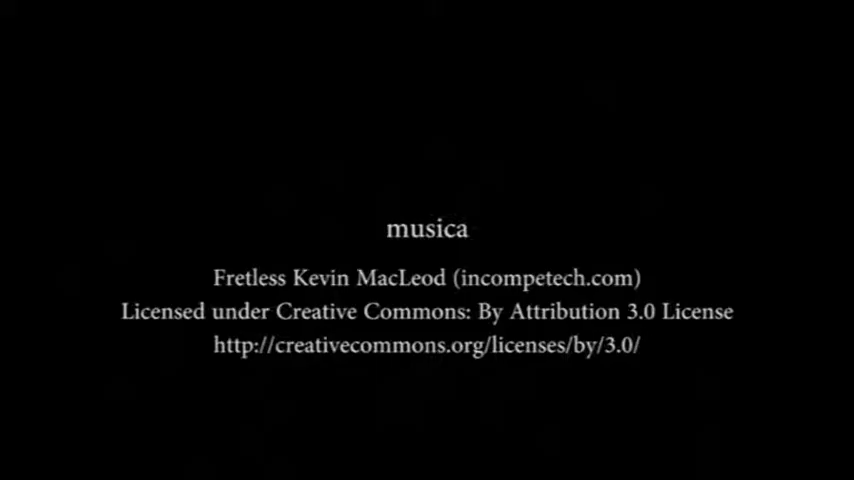 musica
Fretless Kevin MacLeod (incompetech.com)
Licensed under Creative Commons: By Attribution 3.0 License
http://creativecommons.org/licenses/by/3.0/